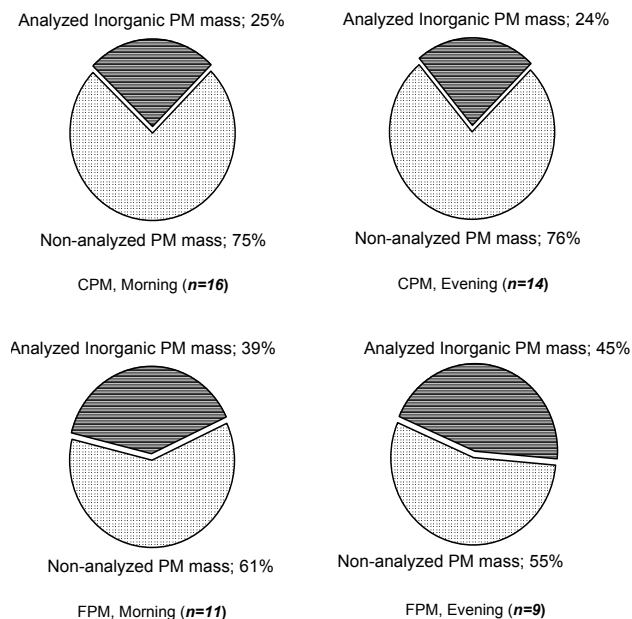 Analyzed Inorganic PM mass; 25%
Non-analyzed PM mass; 75%
CPM, Morning (n=16)
Analyzed Inorganic PM mass; 24%
Non-analyzed PM mass; 76%
CPM, Evening (n=14)
Analyzed Inorganic PM mass; 39%
Non-analyzed PM mass; 61%
FPM, Morning (n=11)
Analyzed Inorganic PM mass; 45%
Non-analyzed PM mass; 55%
FPM, Evening (n=9)